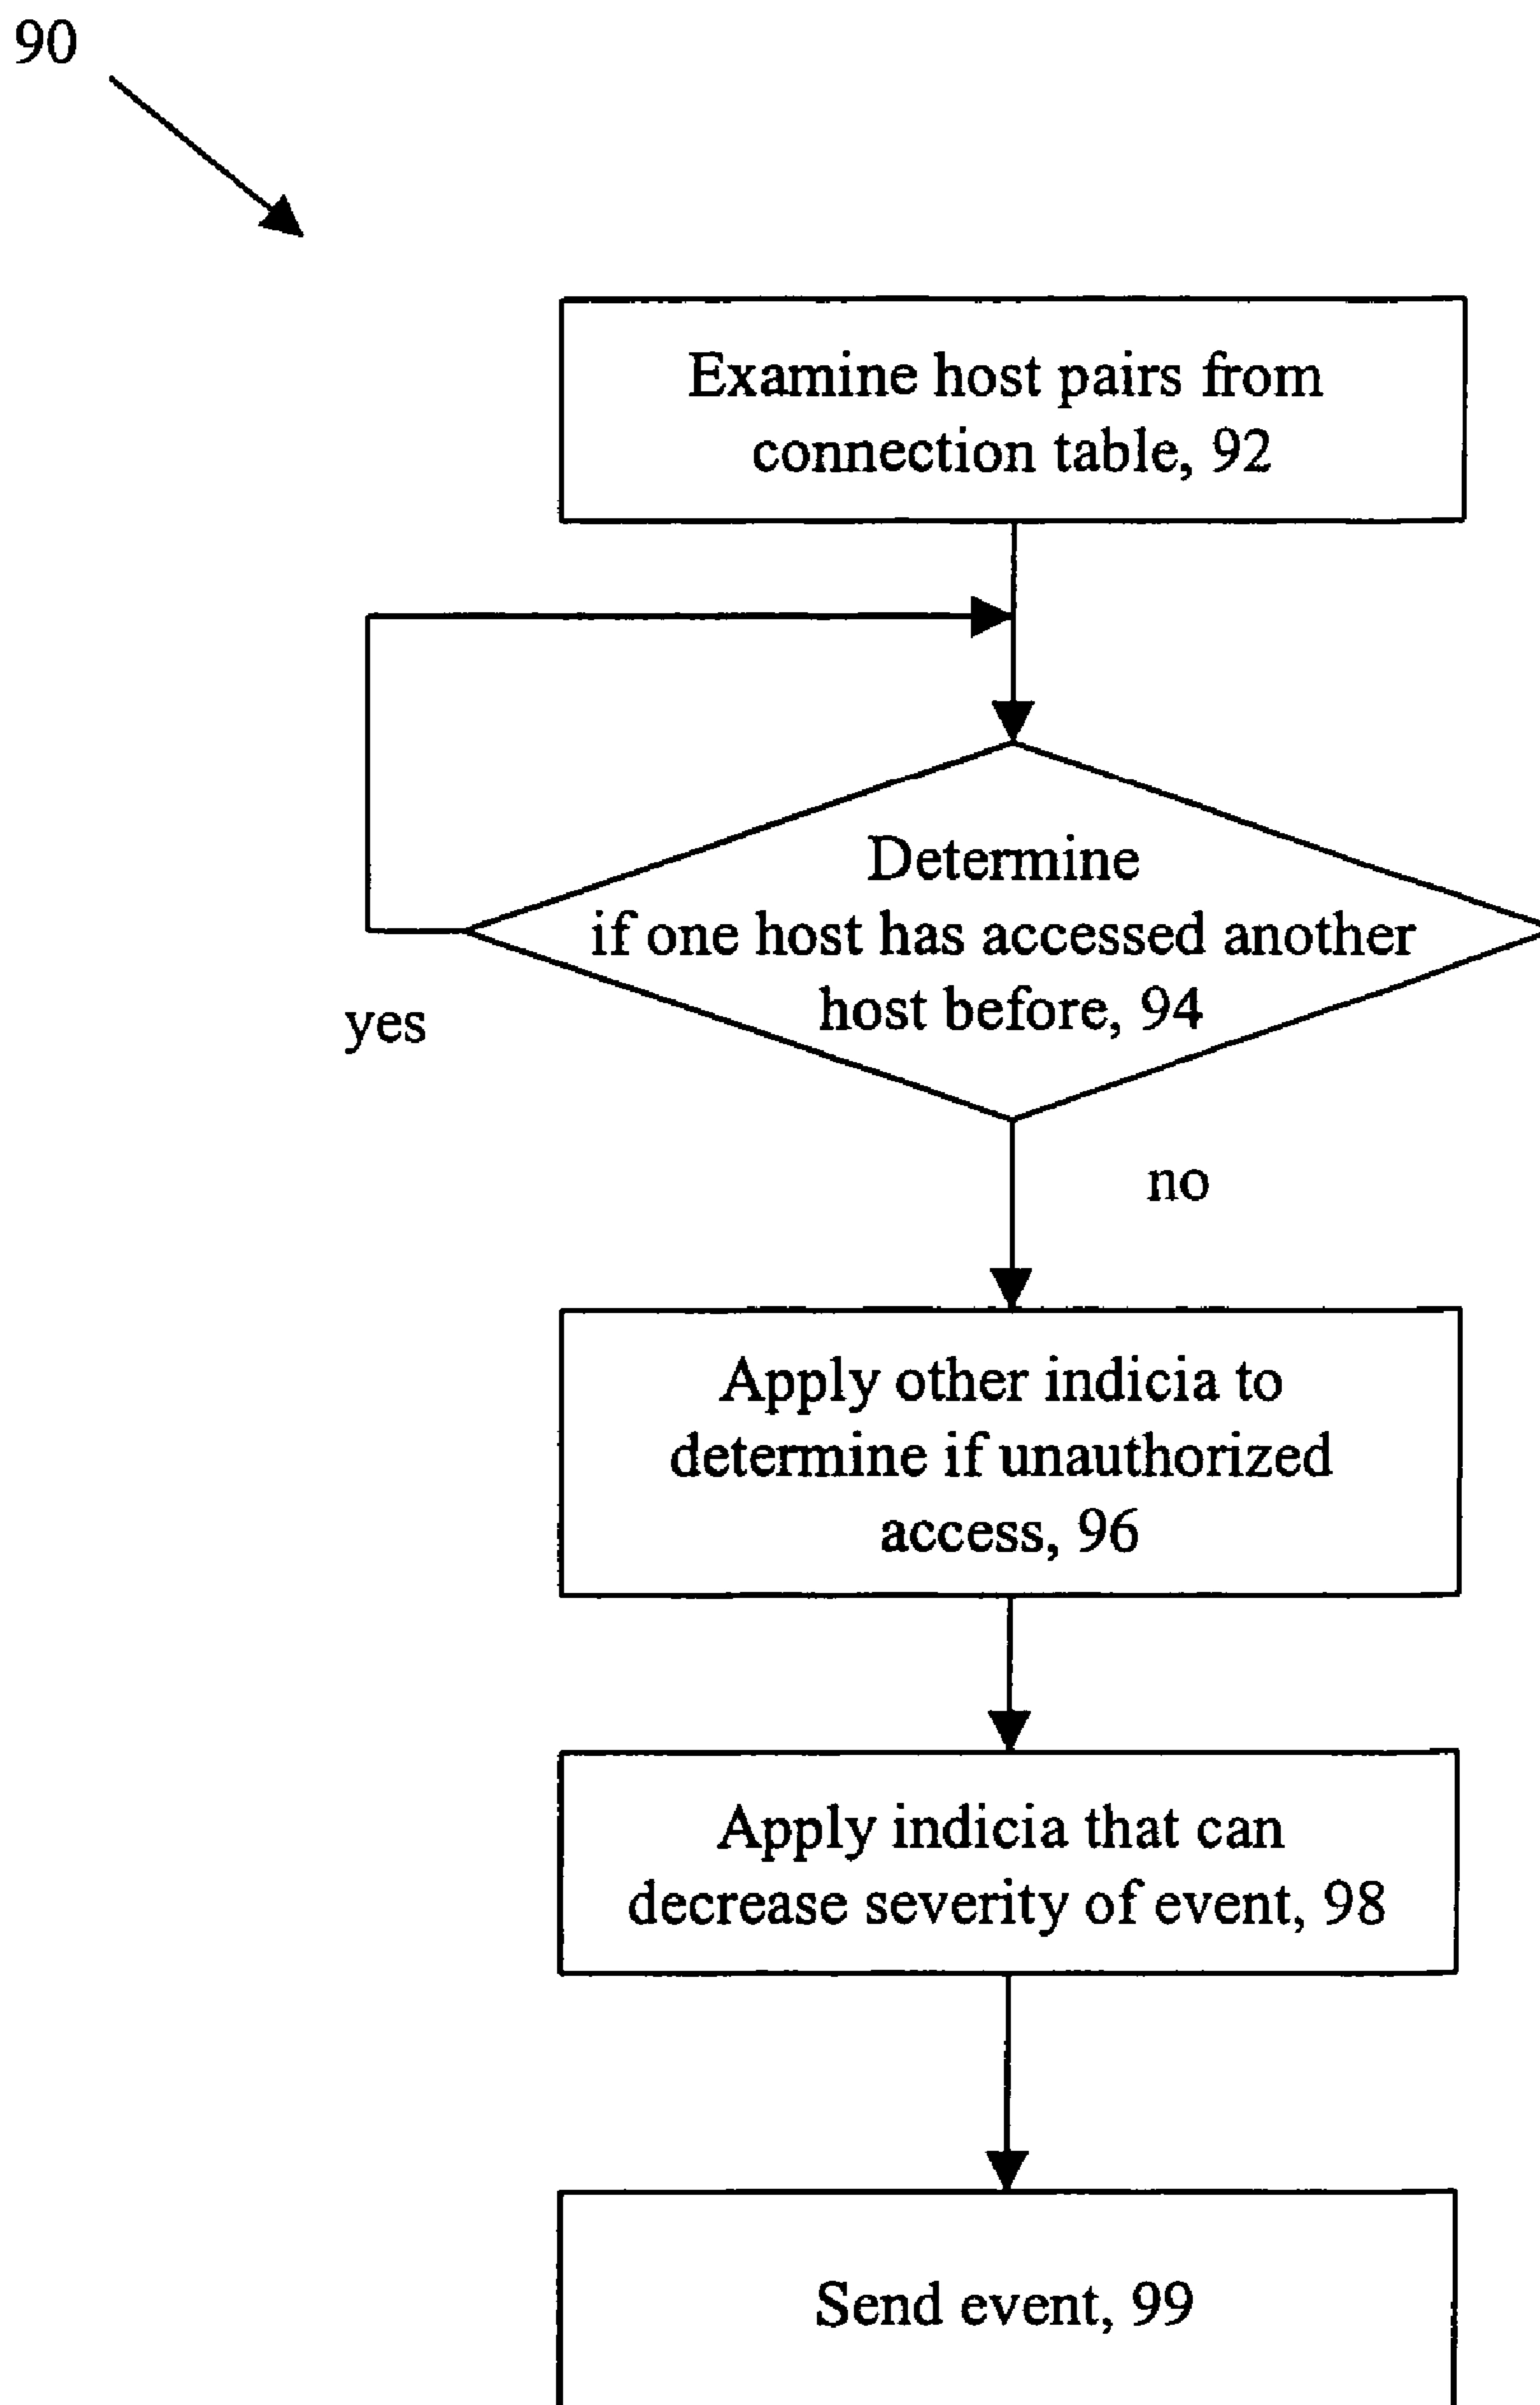 90
Examine host pairs from
connection table, 92
Determine
if one host has accessed another
host before, 94
yes
no
Apply other indicia to
determine if unauthorized
access, 96
Apply indicia that can
decrease severity of event, 98
Send event, 99